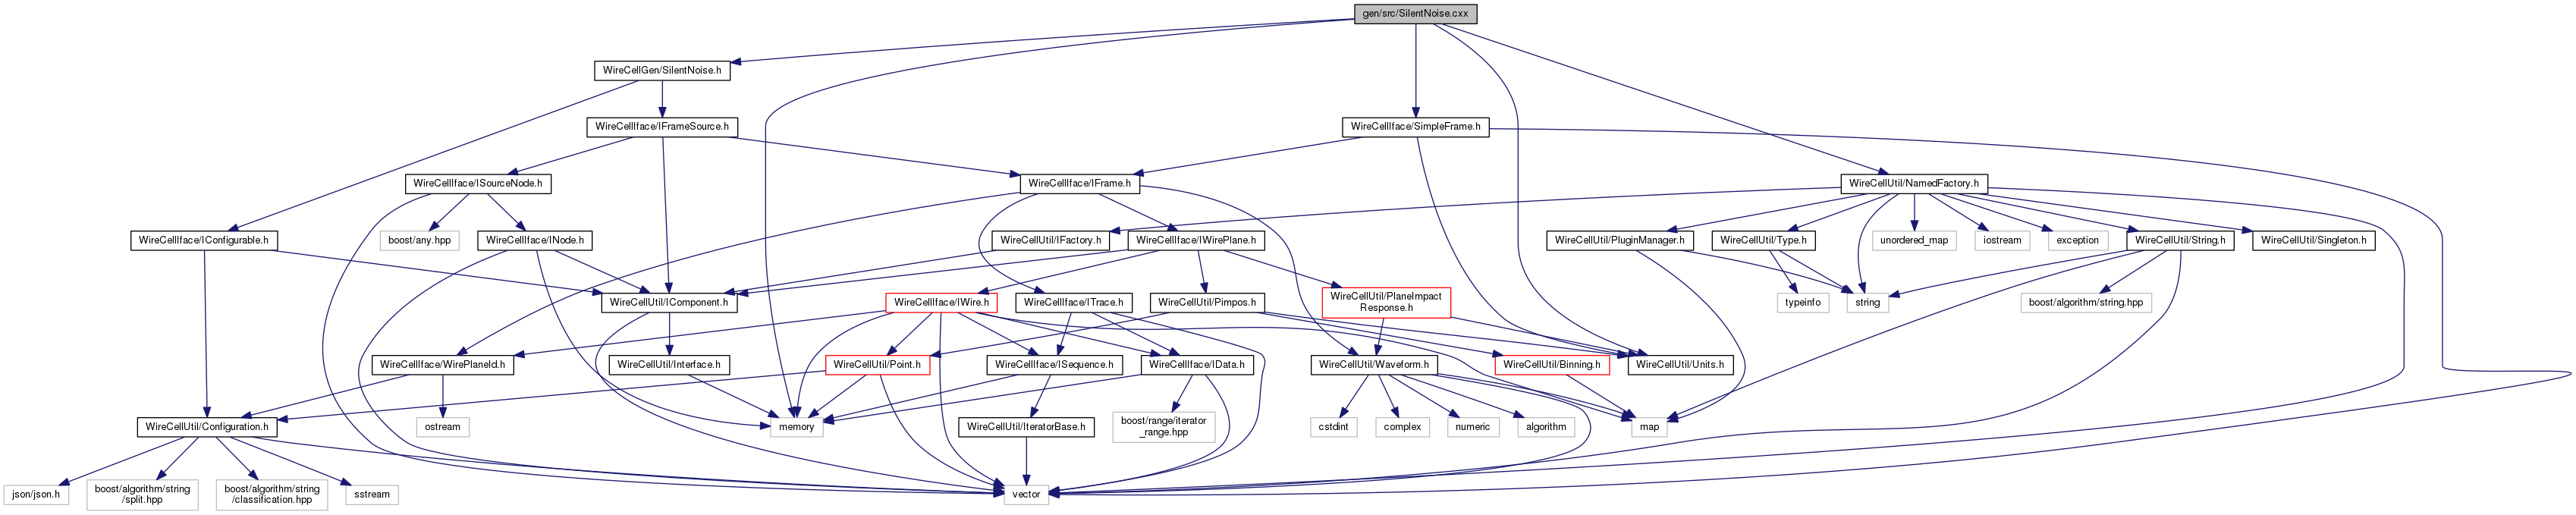 gen/src/SilentNoise.cxx
WireCellGen/SilentNoise.h
WireCellIface/IFrameSource.h
WireCellIface/SimpleFrame.h
WireCellIface/ISourceNode.h
WireCellIface/IFrame.h
WireCellUtil/NamedFactory.h
WireCellIface/IConfigurable.h
boost/any.hpp
WireCellIface/INode.h
WireCellUtil/IFactory.h
WireCellIface/IWirePlane.h
WireCellUtil/PluginManager.h
WireCellUtil/Type.h
unordered_map
iostream
exception
WireCellUtil/String.h
WireCellUtil/Singleton.h
WireCellUtil/IComponent.h
WireCellIface/IWire.h
WireCellIface/ITrace.h
WireCellUtil/Pimpos.h
WireCellUtil/PlaneImpact
Response.h
typeinfo
string
boost/algorithm/string.hpp
WireCellIface/WirePlaneId.h
WireCellUtil/Interface.h
WireCellUtil/Point.h
WireCellIface/ISequence.h
WireCellIface/IData.h
WireCellUtil/Waveform.h
WireCellUtil/Binning.h
WireCellUtil/Units.h
WireCellUtil/Configuration.h
ostream
memory
WireCellUtil/IteratorBase.h
boost/range/iterator
_range.hpp
cstdint
complex
numeric
algorithm
map
json/json.h
boost/algorithm/string
/split.hpp
boost/algorithm/string
/classification.hpp
sstream
vector